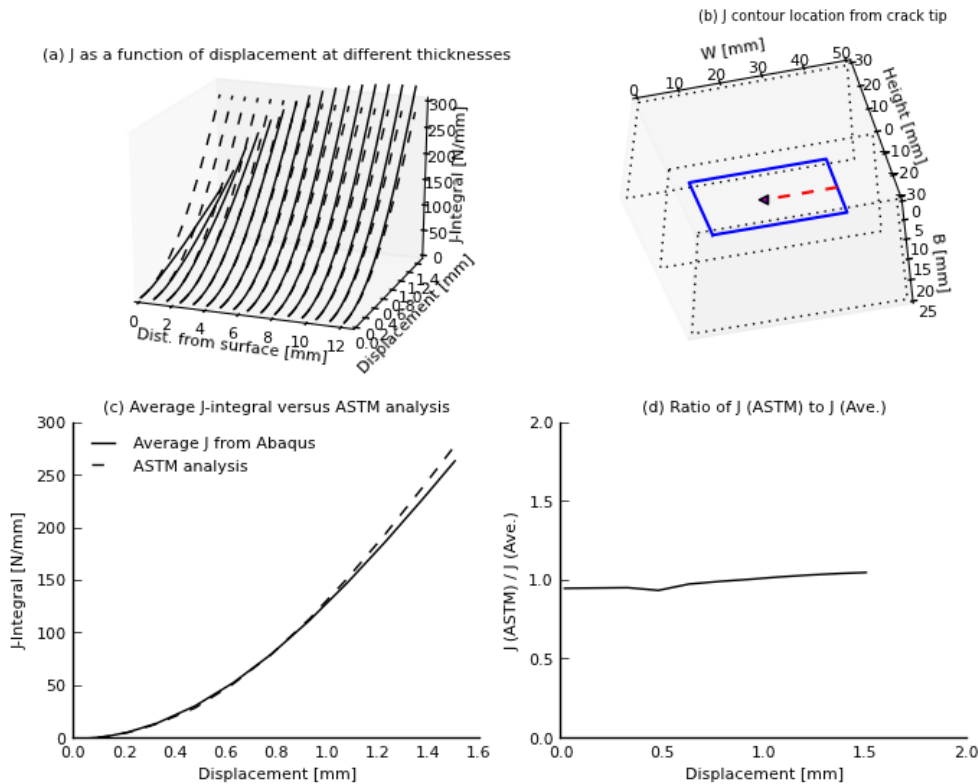 (b) J contour location from crack tip
(a) J as a function of displacement at different thicknesses
W [mm]
0 10 20 30 40 50
30
20
10
0
10
20
30
Height [mm]
0
5
10
15
20
25
B [mm]
300
250
200
150
100
50
0
J-Integral [N/mm]
0 2 4 6 8 10 12
Dist. from surface [mm]
Displacement [mm]
(c) Average J-integral versus ASTM analysis
300
250
200
150
100
50
0
J-Integral [N/mm]
Average J from Abaqus
ASTM analysis
0.0 0.2 0.4 0.6 0.8 1.0 1.2 1.4 1.6
Displacement [mm]
(d) Ratio of J (ASTM) to J (Ave.)
2.0
1.5
1.0
0.5
0.0
J (ASTM) / J (Ave.)
0.0 0.5 1.0 1.5 2.0
Displacement [mm]